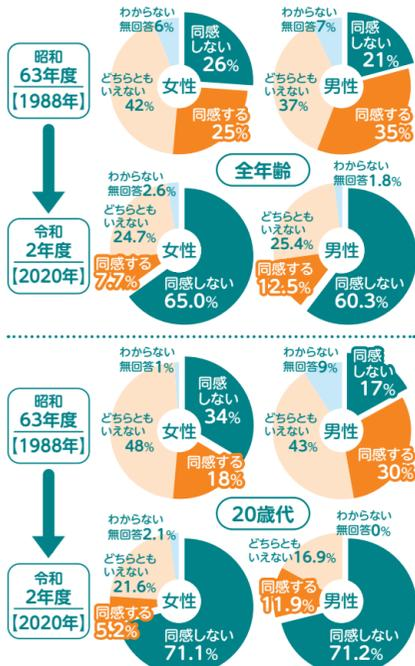 昭和
63年度
【1988年】
わからない
無回答6%
同感
しない
26%
どちらとも
いえない
42%
女性
同感する
25%
わからない
無回答7%
同感
しない
21%
どちらとも
いえない
37%
男性
同感する
35%
全年齢
令和
2年度
【2020年】
わからない
無回答2.6%
どちらとも
いえない
24.7%
女性
同感する
7.7%
同感しない
65.0%
わからない
無回答1.8%
どちらとも
いえない
25.4%
男性
同感する
12.5%
同感しない
60.3%
昭和
63年度
【1988年】
わからない
無回答1%
同感
しない
34%
どちらとも
いえない
48%
女性
同感する
18%
わからない
無回答9%
同感
しない
17%
どちらとも
いえない
43%
男性
同感する
30%
20歳代
令和
2年度
【2020年】
わからない
無回答2.1%
どちらとも
いえない
21.6%
女性
同感する
5.2%
同感しない
71.1%
わからない
無回答0%
どちらとも
いえない16.9%
男性
同感する
11.9%
同感しない
71.2%